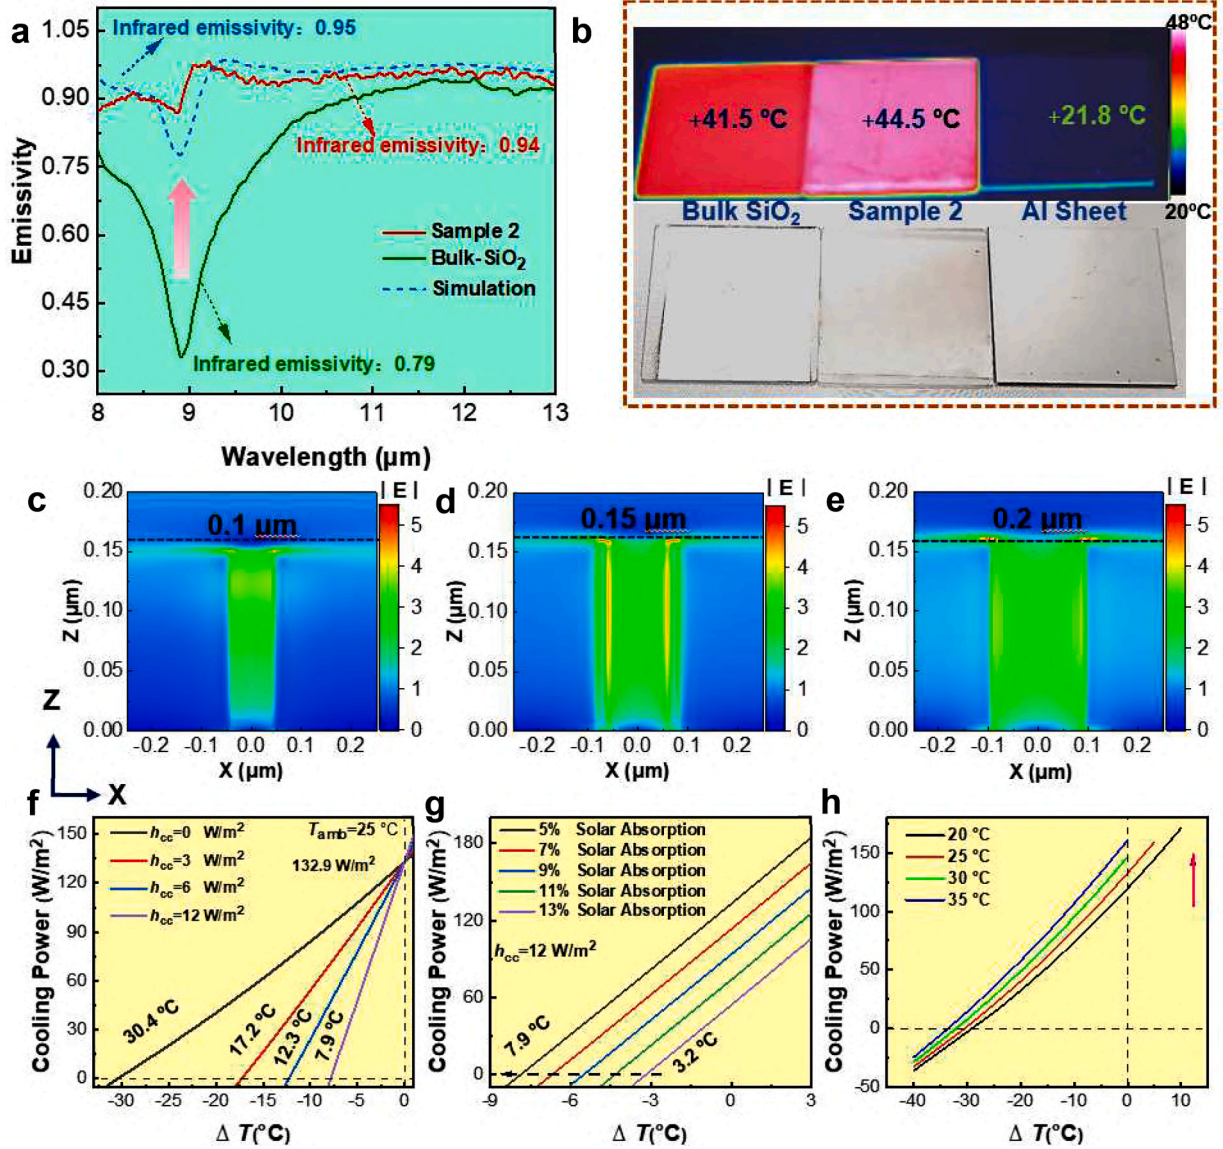 a
1.05
0.90
0.75
0.60
0.45
0.30
Emissivity
Infrared emissivity: 0.95
Infrared emissivity: 0.94
Sample 2
Bulk-SiO₂
Simulation
Infrared emissivity: 0.79
8 9 10 11 12 13
Wavelength (μm)
b
48°C
+41.5 °C +44.5 °C +21.8 °C
20°C
Bulk SiO₂ Sample 2 Al Sheet
c
| E |
0.1 μm
0.20
0.15
0.10
0.05
0.00
Z (μm)
5
4
3
2
1
0
-0.2 -0.1 0.0 0.1 0.2
X (μm)
d
| E |
0.15 μm
0.20
0.15
0.10
0.05
0.00
Z (μm)
5
4
3
2
1
0
-0.2 -0.1 0.0 0.1 0.2
X (μm)
e
| E |
0.2 μm
0.20
0.15
0.10
0.05
0.00
Z (μm)
5
4
3
2
1
0
-0.2 -0.1 0.0 0.1 0.2
X (μm)
Z
X
f
150
120
90
60
30
0
Cooling Power (W/m²)
hcc=0 W/m²
hcc=3 W/m²
hcc=6 W/m²
hcc=12 W/m²
Tamb=25 °C
132.9 W/m²
30.4 °C
17.2 °C
12.3 °C
7.9 °C
-30 -25 -20 -15 -10 -5 0
Δ T(°C)
g
180
120
60
0
Cooling Power (W/m²)
5% Solar Absorption
7% Solar Absorption
9% Solar Absorption
11% Solar Absorption
13% Solar Absorption
hcc=12 W/m²
7.9 °C
3.2 °C
-9 -6 -3 0 3
Δ T(°C)
h
150
100
50
0
-50
Cooling Power (W/m²)
20 °C
25 °C
30 °C
35 °C
-40 -30 -20 -10 0 10
Δ T(°C)